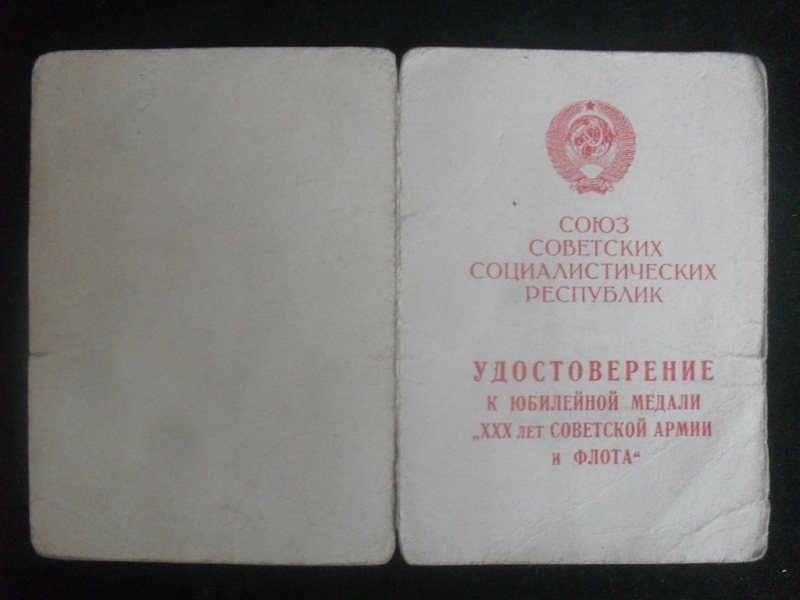 СОЮЗ
СОВЕТСКИХ
СОЦИАЛИСТИЧЕСКИХ
РЕСПУБЛИК
УДОСТОВЕРЕНИЕ
К ЮБИЛЕЙНОЙ МЕДАЛИ
„XXX ЛЕТ СОВЕТСКОЙ АРМИИ
И ФЛОТА“